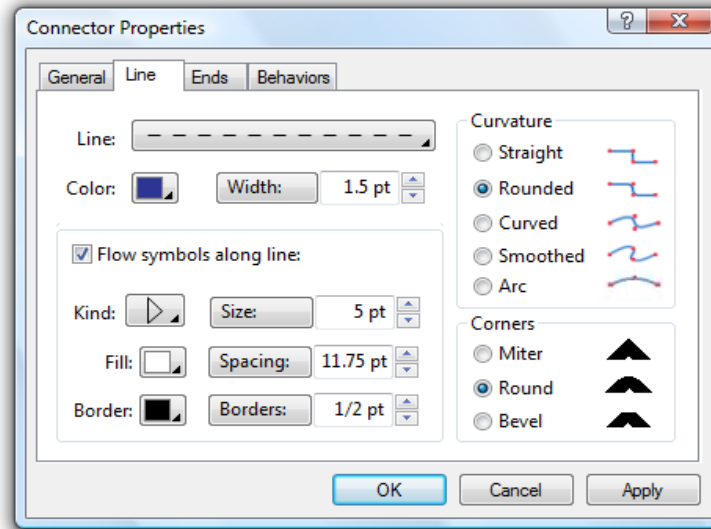 Connector Properties
?
General Line Ends Behaviors
Line:
Color: Width: 1.5 pt
Flow symbols along line:
Kind: Size: 5 pt
Fill: Spacing: 11.75 pt
Border: Borders: 1/2 pt
Curvature
Straight
Rounded
Curved
Smoothed
Arc
Corners
Miter
Round
Bevel
OK Cancel Apply